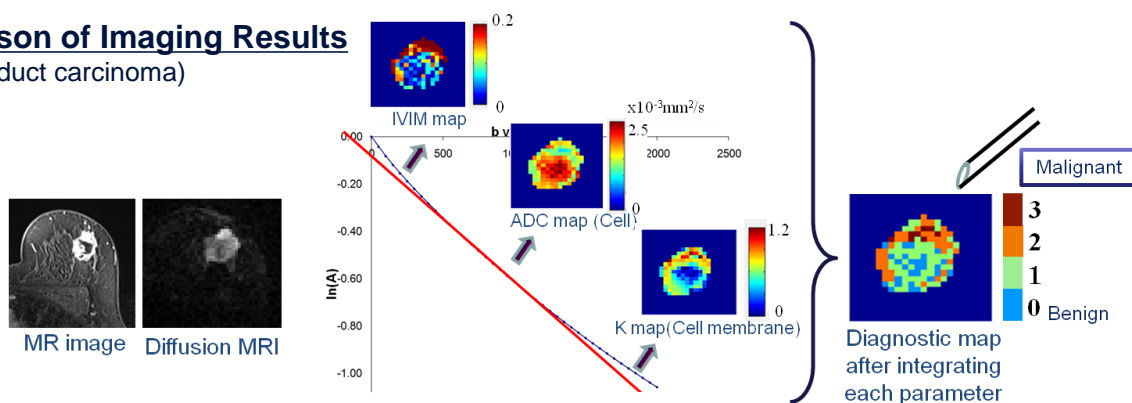 son of Imaging Results
duct carcinoma)
0.2
0
IVIM map
x10-3mm2/s
2.5
0
ADC map (Cell)
1.2
0
K map(Cell membrane)
b v
0
500
2000
2500
0.00
-0.20
-0.40
-0.60
-0.80
-1.00
ln(A)
MR image
Diffusion MRI
Malignant
3
2
1
0
Benign
Diagnostic map
after integrating
each parameter